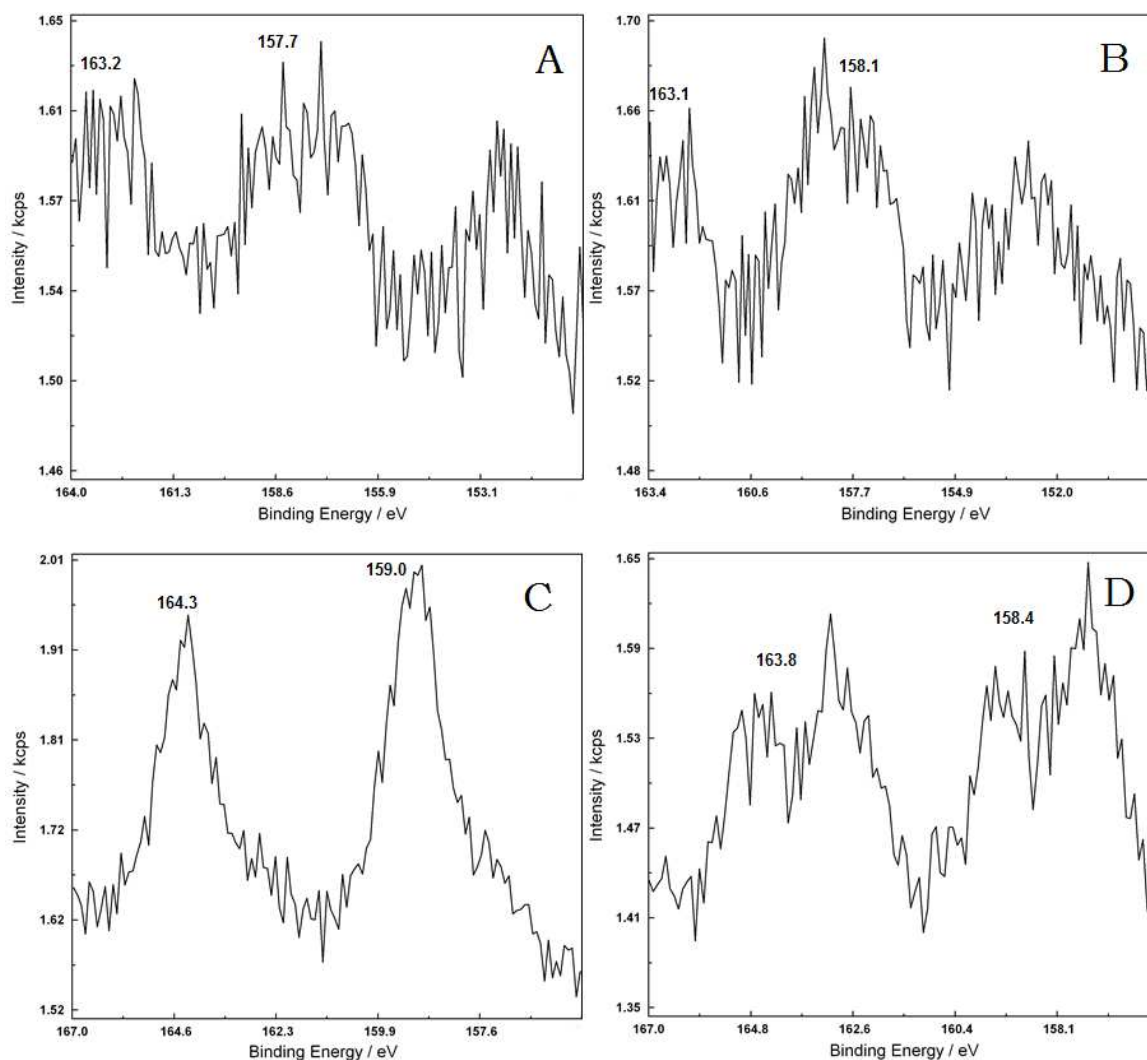 1.65
1.61
1.57
1.54
1.50
1.46
164.0 161.3 158.6 155.9 153.1
Intensity / kcps
Binding Energy / eV
163.2
157.7
A
1.70
1.66
1.61
1.57
1.52
1.48
163.4 160.6 157.7 154.9 152.0
Intensity / kcps
Binding Energy / eV
163.1
158.1
B
2.01
1.91
1.81
1.72
1.62
1.52
167.0 164.6 162.3 159.9 157.6
Intensity / kcps
Binding Energy / eV
164.3
159.0
C
1.65
1.59
1.53
1.47
1.41
1.35
167.0 164.8 162.6 160.4 158.1
Intensity / kcps
Binding Energy / eV
163.8
158.4
D